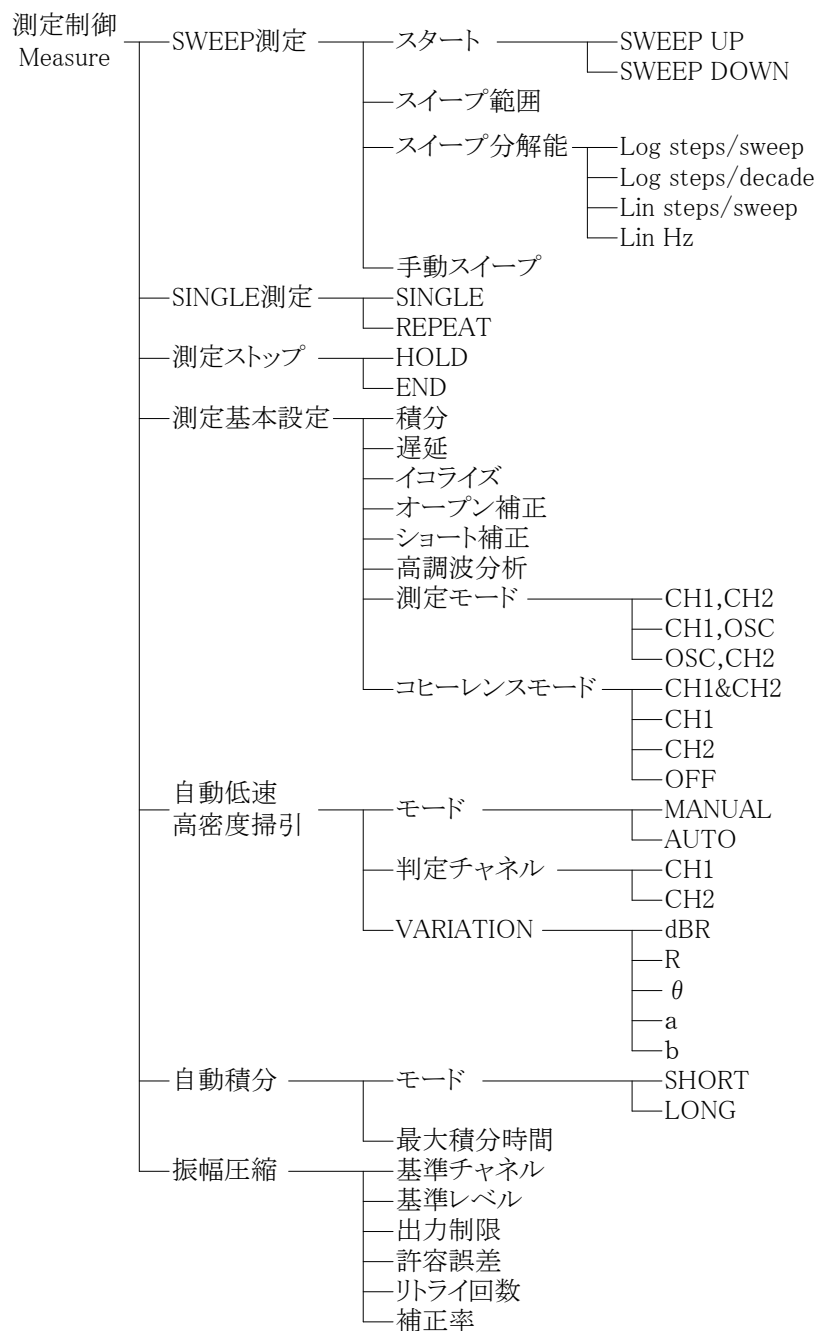 測定制御
Measure
SWEEP測定
スタート
SWEEP UP
SWEEP DOWN
スイープ範囲
スイープ分解能
Log steps/sweep
Log steps/decade
Lin steps/sweep
Lin Hz
手動スイープ
SINGLE測定
SINGLE
REPEAT
測定ストップ
HOLD
END
測定基本設定
積分
遅延
イコライズ
オープン補正
ショート補正
高調波分析
測定モード
CH1,CH2
CH1,OSC
OSC,CH2
コヒーレンスモード
CH1&CH2
CH1
CH2
OFF
自動低速
高密度掃引
モード
MANUAL
AUTO
判定チャネル
CH1
CH2
VARIATION
dBR
R
θ
a
b
自動積分
モード
SHORT
LONG
最大積分時間
振幅圧縮
基準チャネル
基準レベル
出力制限
許容誤差
リトライ回数
補正率